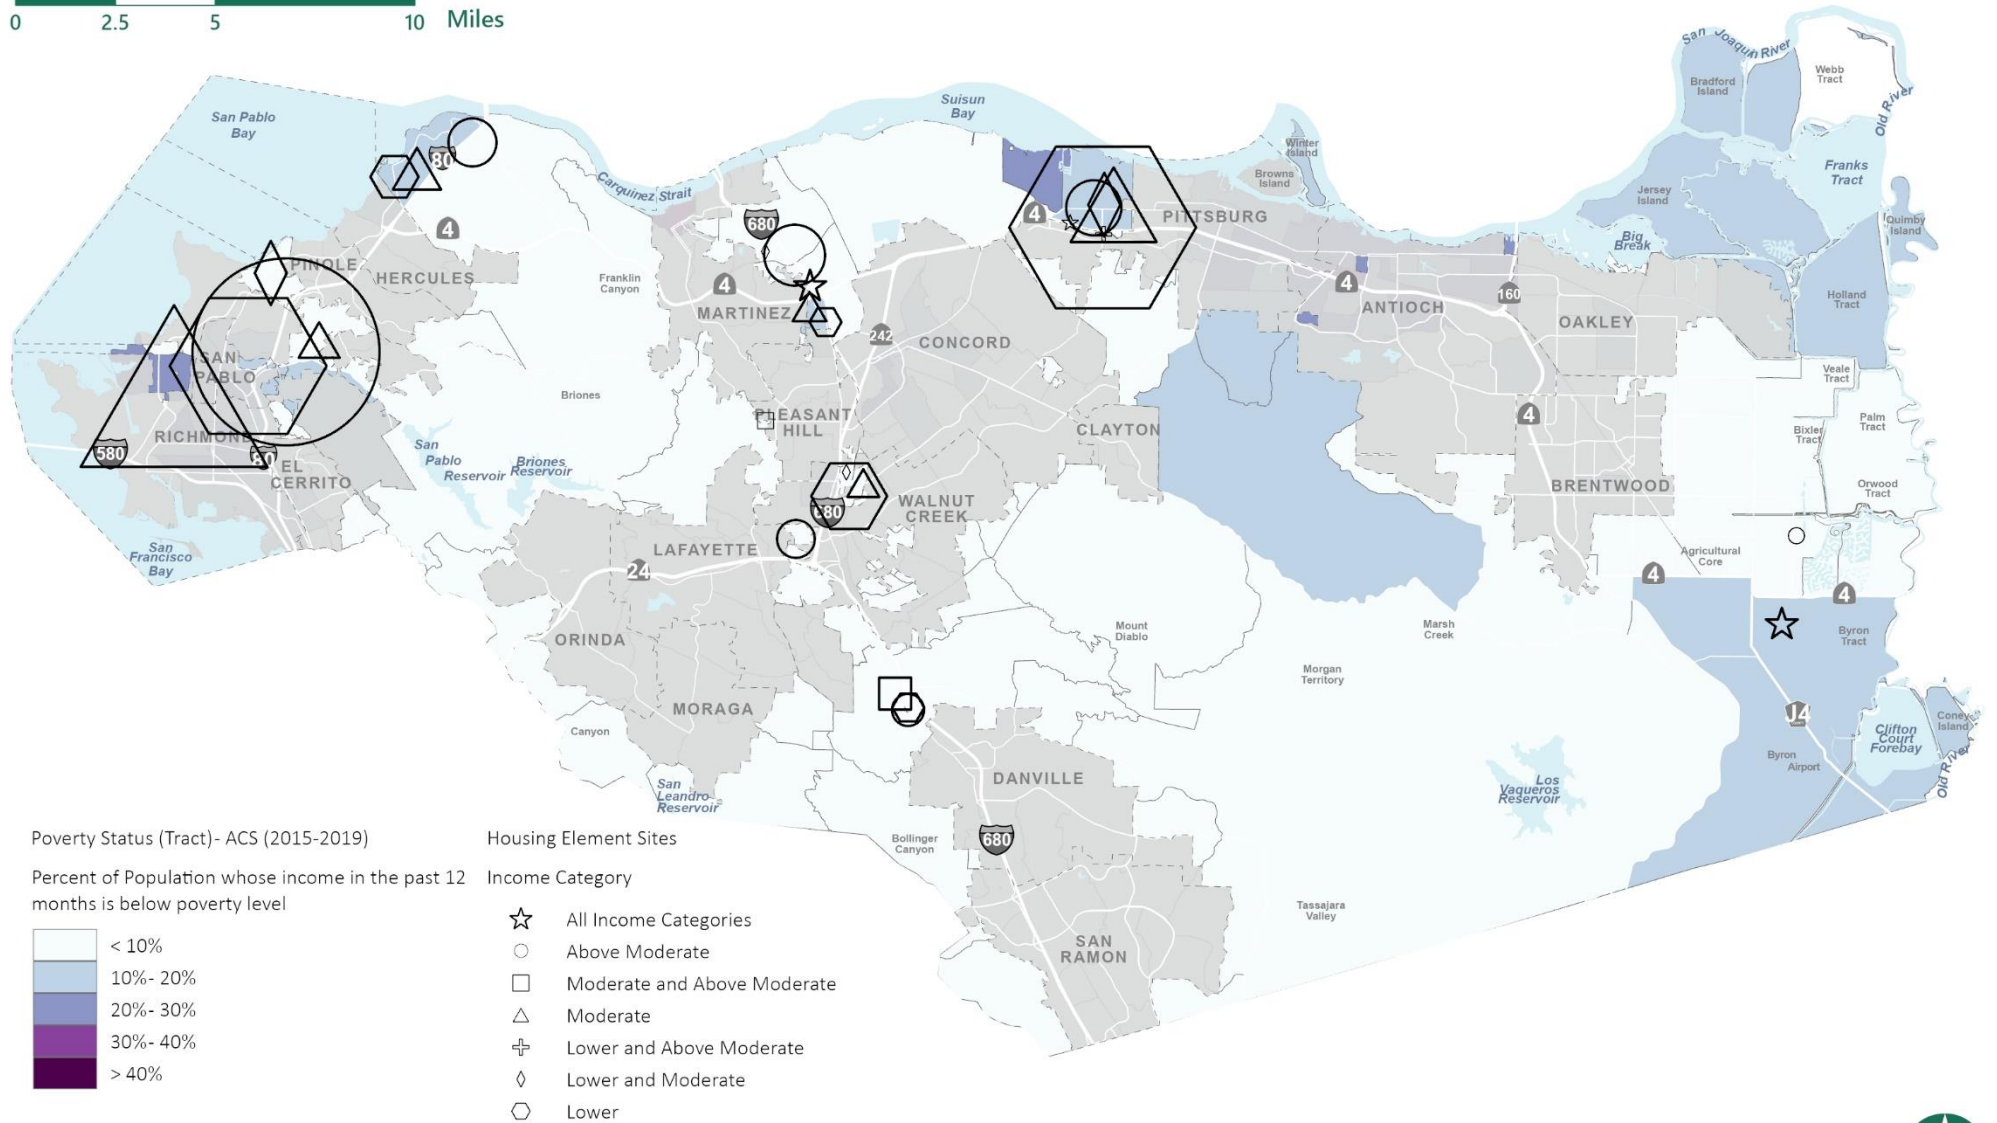 0 2.5 5 10 Miles
San Joaquin River
Webb
Tract
Bradford
Island
Old River
Suisun
Bay
San Pablo
Bay
Winter
Island
80
Franks
Tract
Browns
Island
Carquinez Strait
Jersey
Island
680
4
PITTSBURG
Quimby
Island
4
Big
Break
PINOLE
HERCULES
Franklin
Canyon
4
MARTINEZ
4
160
ANTIOCH
OAKLEY
Holland
Tract
242
CONCORD
SAN
PABLO
Veale
Tract
Briones
PLEASANT
HILL
CLAYTON
4
Palm
Tract
Bixler
Tract
RICHMOND
580
80
EL
CERRITO
San
Pablo
Reservoir
Briones
Reservoir
BRENTWOOD
Orwood
Tract
680
WALNUT
CREEK
San
Francisco
Bay
LAFAYETTE
24
Agricultural
Core
4
4
ORINDA
Mount
Diablo
Marsh
Creek
Byron
Tract
Morgan
Territory
MORAGA
Canyon
J4
Clifton
Court
Forebay
Coney
Island
Old River
Byron
Airport
DANVILLE
San
Leandro
Reservoir
Los
Vaqueros
Reservoir
Bollinger
Canyon
680
Tassajara
Valley
SAN
RAMON
Poverty Status (Tract)- ACS (2015-2019)
Percent of Population whose income in the past 12
months is below poverty level
< 10%
10%- 20%
20%- 30%
30%- 40%
> 40%
Housing Element Sites
Income Category
All Income Categories
Above Moderate
Moderate and Above Moderate
Moderate
Lower and Above Moderate
Lower and Moderate
Lower